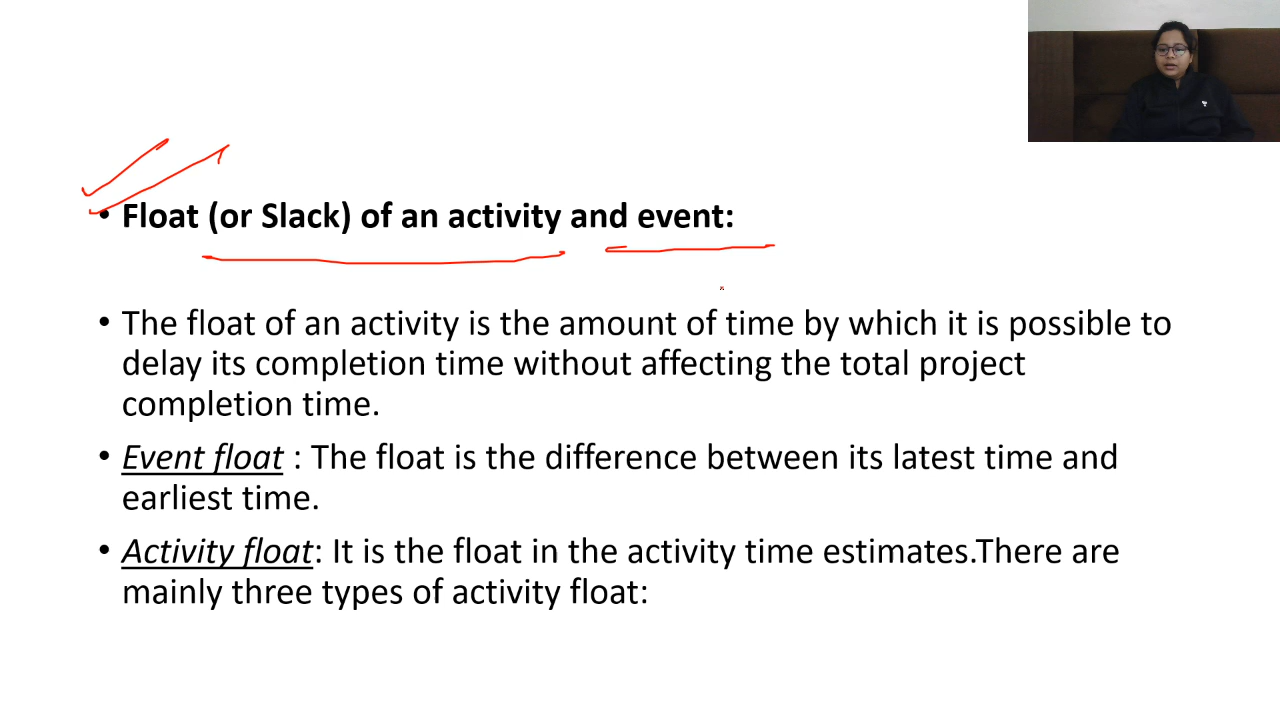 • Float (or Slack) of an activity and event:
• The float of an activity is the amount of time by which it is possible to
delay its completion time without affecting the total project
completion time.
• Event float : The float is the difference between its latest time and
earliest time.
• Activity float: It is the float in the activity time estimates.There are
mainly three types of activity float: